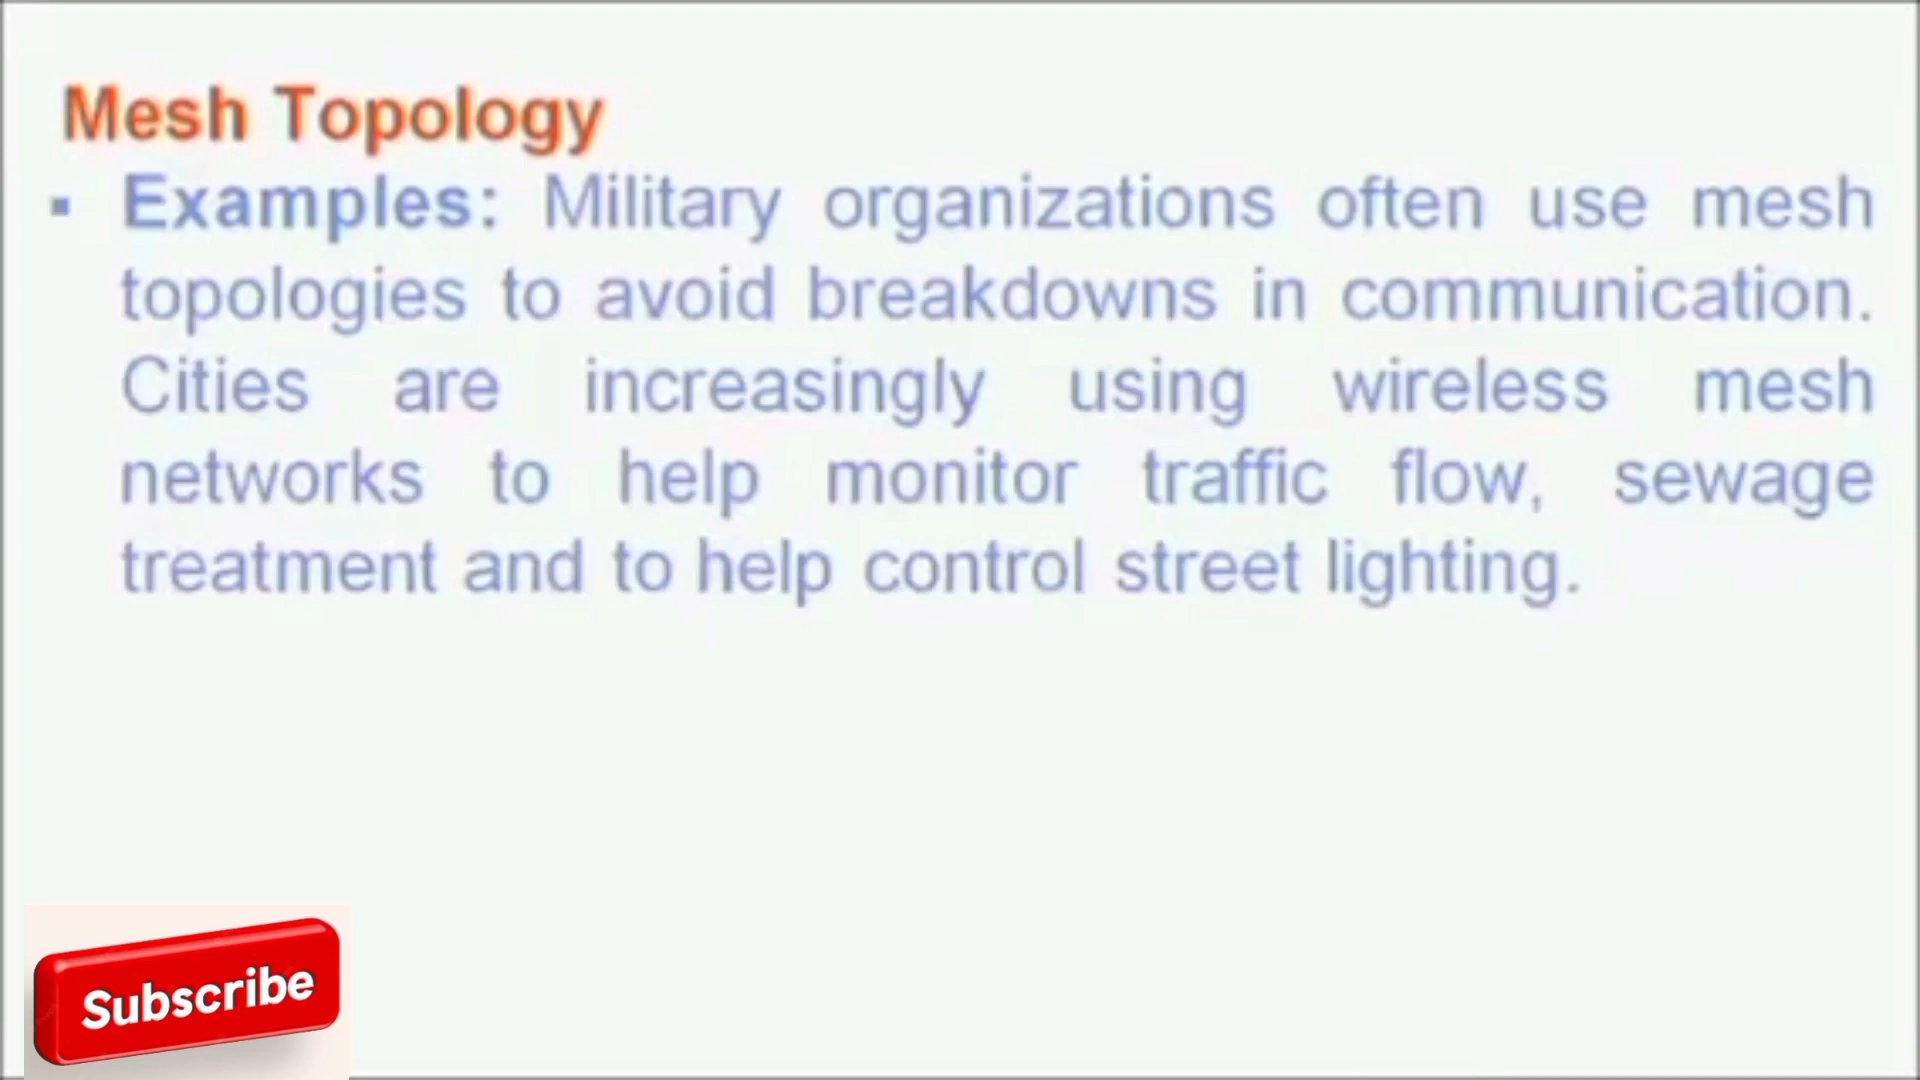 Mesh Topology
▪ Examples: Military organizations often use mesh
topologies to avoid breakdowns in communication.
Cities are increasingly using wireless mesh
networks to help monitor traffic flow, sewage
treatment and to help control street lighting.
Subscribe